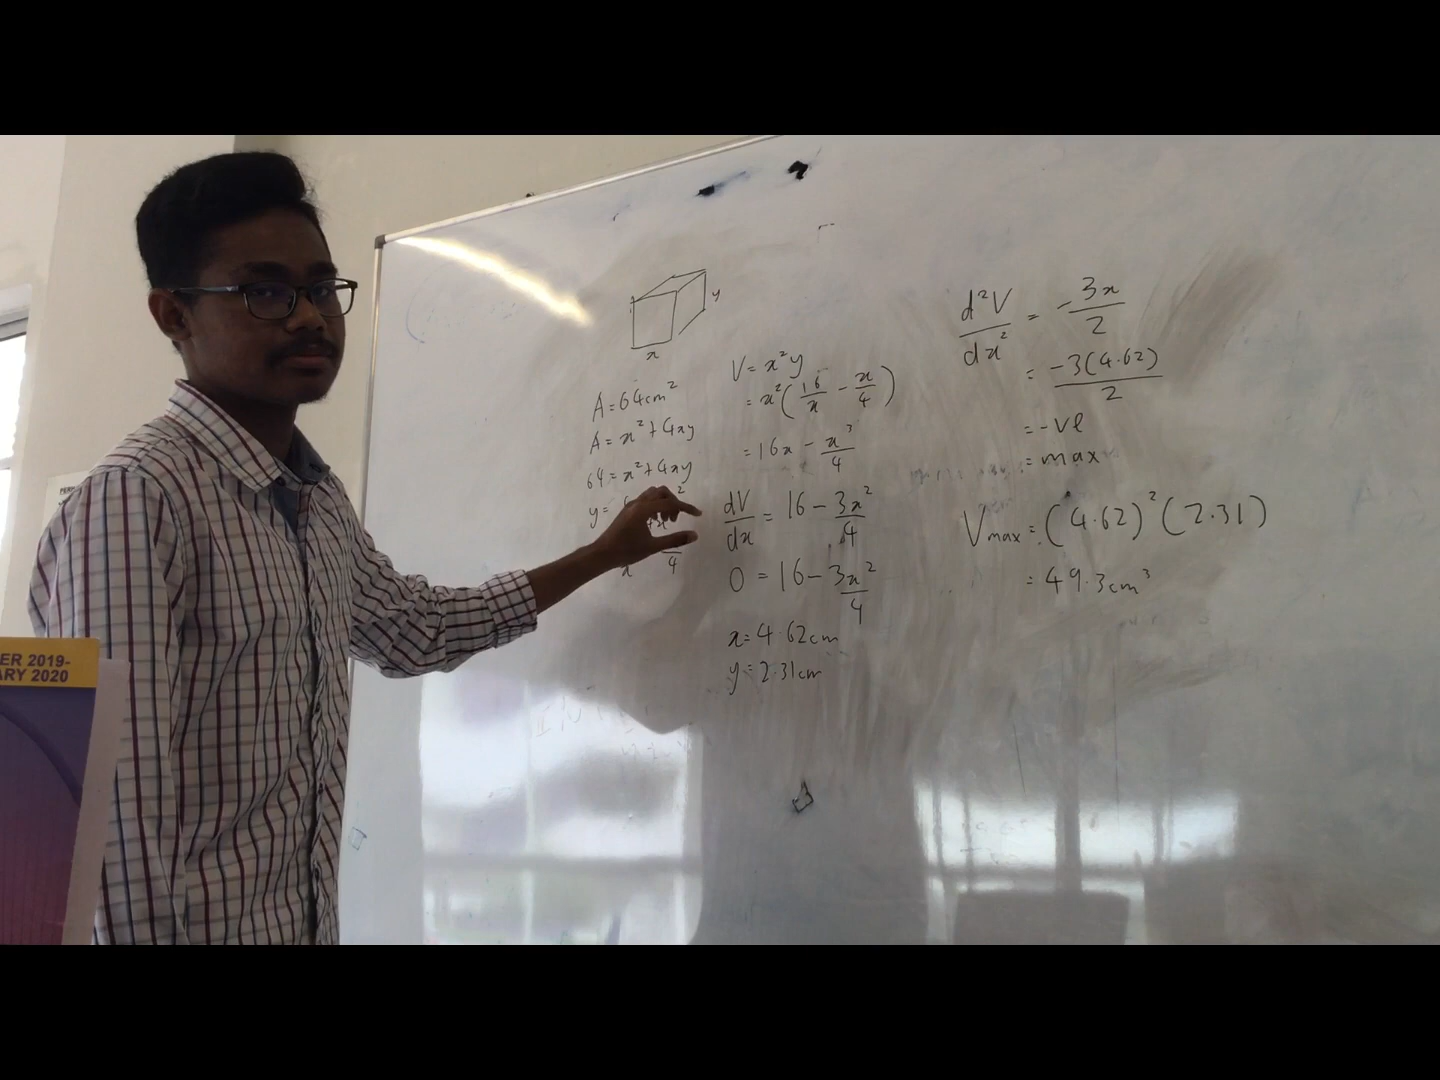 ER 2019-
ARY 2020
y
x
A = 64cm²
A = x² + 4xy
64 = x² + 4xy
y =
x 4
V = x²y
= x²(16/x - x/4)
= 16x - x³/4
dV/dx = 16 - 3x²/4
0 = 16 - 3x²/4
x = 4.62cm
y = 2.31cm
d²V/dx² = -3x/2
= -3(4.62)/2
= -ve
= max
Vmax = (4.62)²(2.31)
= 49.3cm³